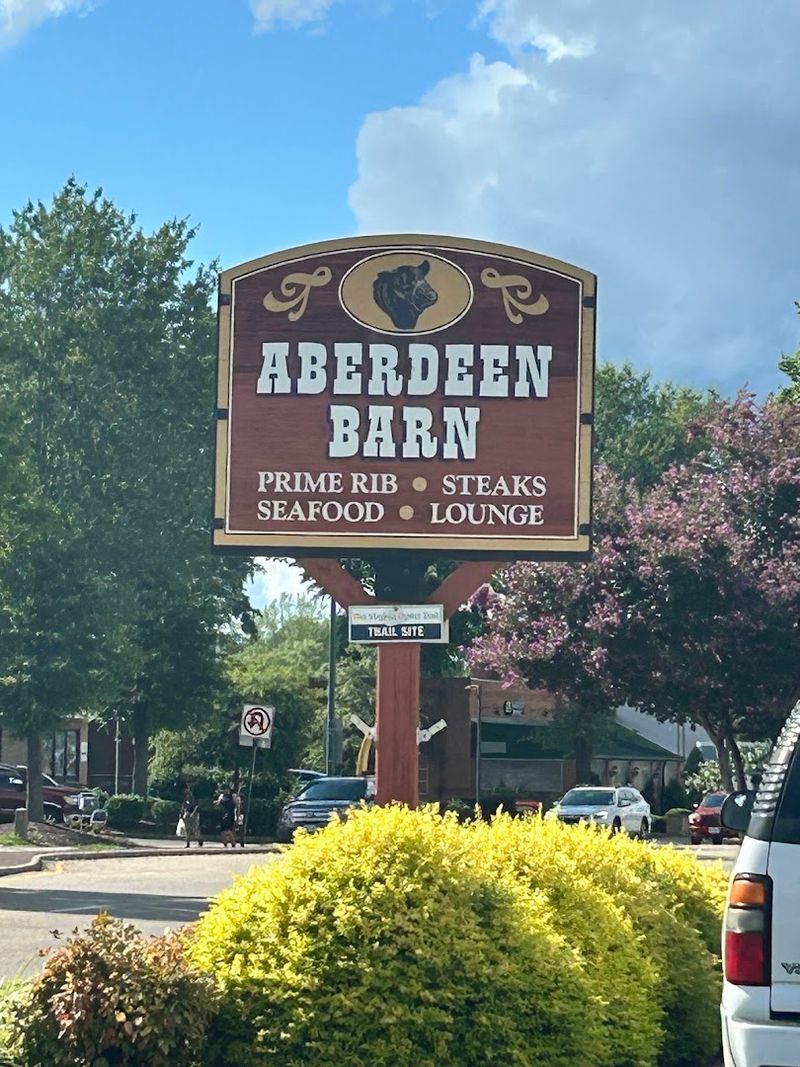 ABERDEEN
BARN
PRIME RIB • STEAKS
SEAFOOD • LOUNGE
TRAIL SITE